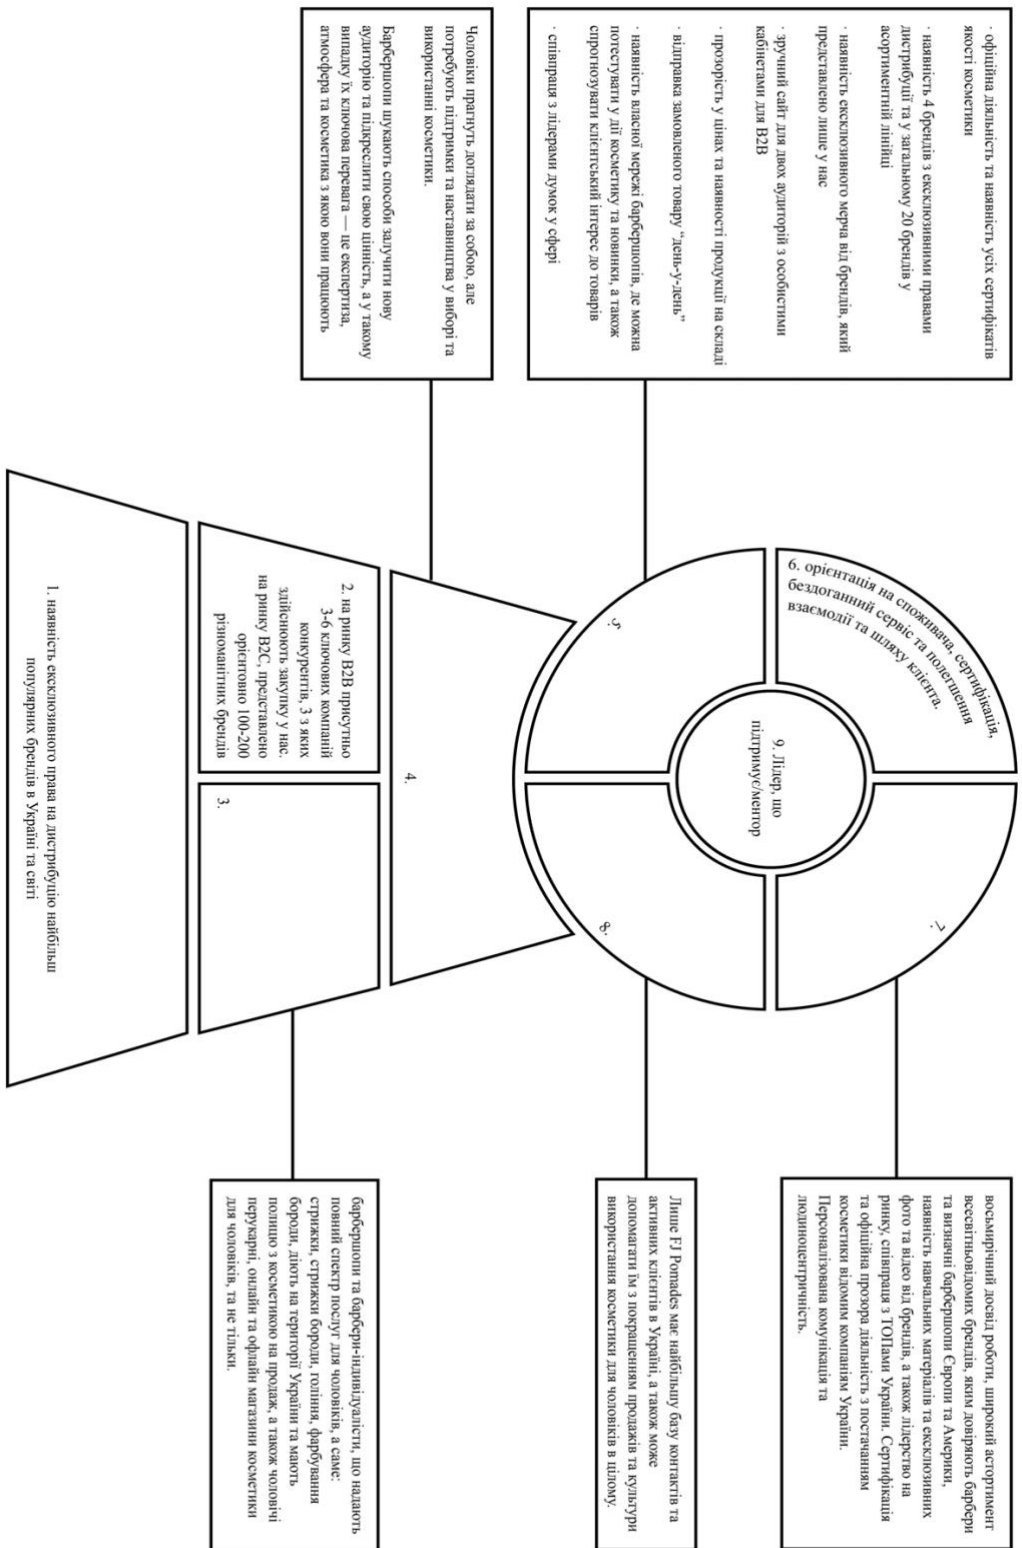 · офіційна діяльність та наявність усіх сертифікатів
якості косметики
· наявність 4 брендів з ексклюзивними правами
дистрибуції та у загальному 20 брендів у
асортиментній лінійці
· наявність ексклюзивного мерча від брендів, який
представлено лише у нас
· зручний сайт для двох аудиторій з особистими
кабінетами для B2B
· прозорість у цінах та наявності продукції на складі
· відправка замовленого товару “день-у-день”
· наявність власної мережі барбершопів, де можна
потестувати у дії косметику та новинки, а також
спрогнозувати клієнтський інтерес до товарів
· співпраця з лідерами думок у сфері
6. орієнтація на споживача, сертифікація,
бездоганний сервіс та полегшення
взаємодії та шляху клієнта.
7.
восьмирічний досвід роботи, широкий асортимент
всесвітньовідомих брендів, яким довіряють барбери
та визначні барбершопи Європи та Америки,
наявність навчальних матеріалів та ексклюзивних
фото та відео від брендів, а також лідерство на
ринку, співпраця з ТОПами України. Сертифікація
та офіційна прозора діяльність з постачанням
косметики відомим компаніям України.
Персоналізована комунікація та
людиноцентричність.
9. Лідер, що
підтримує/ментор
5.
8.
Лише FJ Pomades має найбільшу базу контактів та
активних клієнтів в Україні, а також може
допомагати їм з покращенням продажів та культури
використання косметики для чоловіків в цілому.
Чоловіки прагнуть доглядати за собою, але
потребують підтримки та наставництва у виборі та
використанні косметики.
Барбершопи шукають способи залучити нову
аудиторію та підкреслити свою цінність, а у такому
випадку їх ключова перевага — це експертиза,
атмосфера та косметика з якою вони працюють
4.
2. на ринку B2B присутньо
3-6 ключових компаній
конкурентів, 3 з яких
здійснюють закупку у нас.
на ринку B2C, представлено
орієнтовно 100-200
різноманітних брендів
3.
барбершопи та барбери-індивідуалісти, що надають
повний спектр послуг для чоловіків, а саме:
стрижки, стрижки бороди, гоління, фарбування
бороди, діють на території України та мають
полицю з косметикою на продаж, а також чоловічі
перукарні, онлайн та офлайн магазини косметики
для чоловіків, та не тільки.
1. наявність ексклюзивного права на дистрибуцію найбільш
популярних брендів в Україні та світі